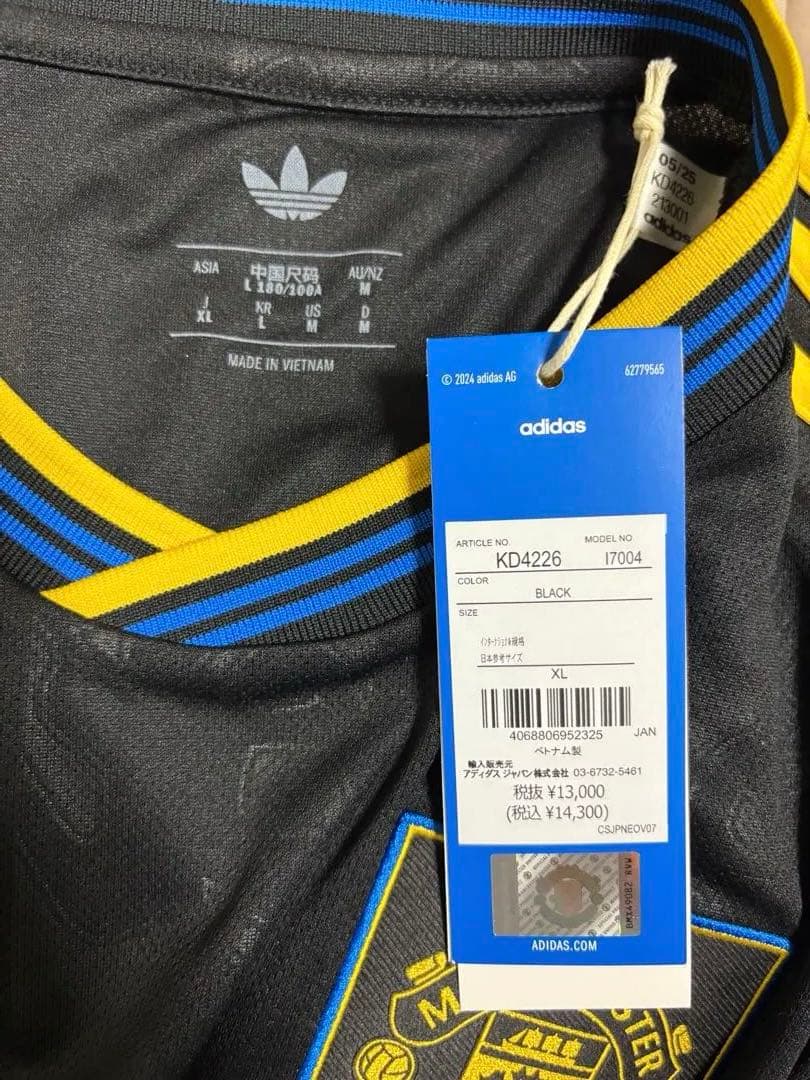 ASIA 中国尺码 AU/NZ
L 180/100A M
J KR US D
XL L M M
MADE IN VIETNAM
05/25
KD4226
213001
adidas
© 2024 adidas AG 62779565
adidas
ARTICLE NO. MODEL NO
KD4226 I7004
COLOR
BLACK
SIZE
インターナショナル規格
日本参考サイズ
XL
4068806952325 JAN
ベトナム製
輸入販売元
アディダス ジャパン株式会社 03-6732-5461
税抜 ¥13,000
(税込 ¥14,300)
CSJPNEOV07
ADIDAS.COM
M
STER